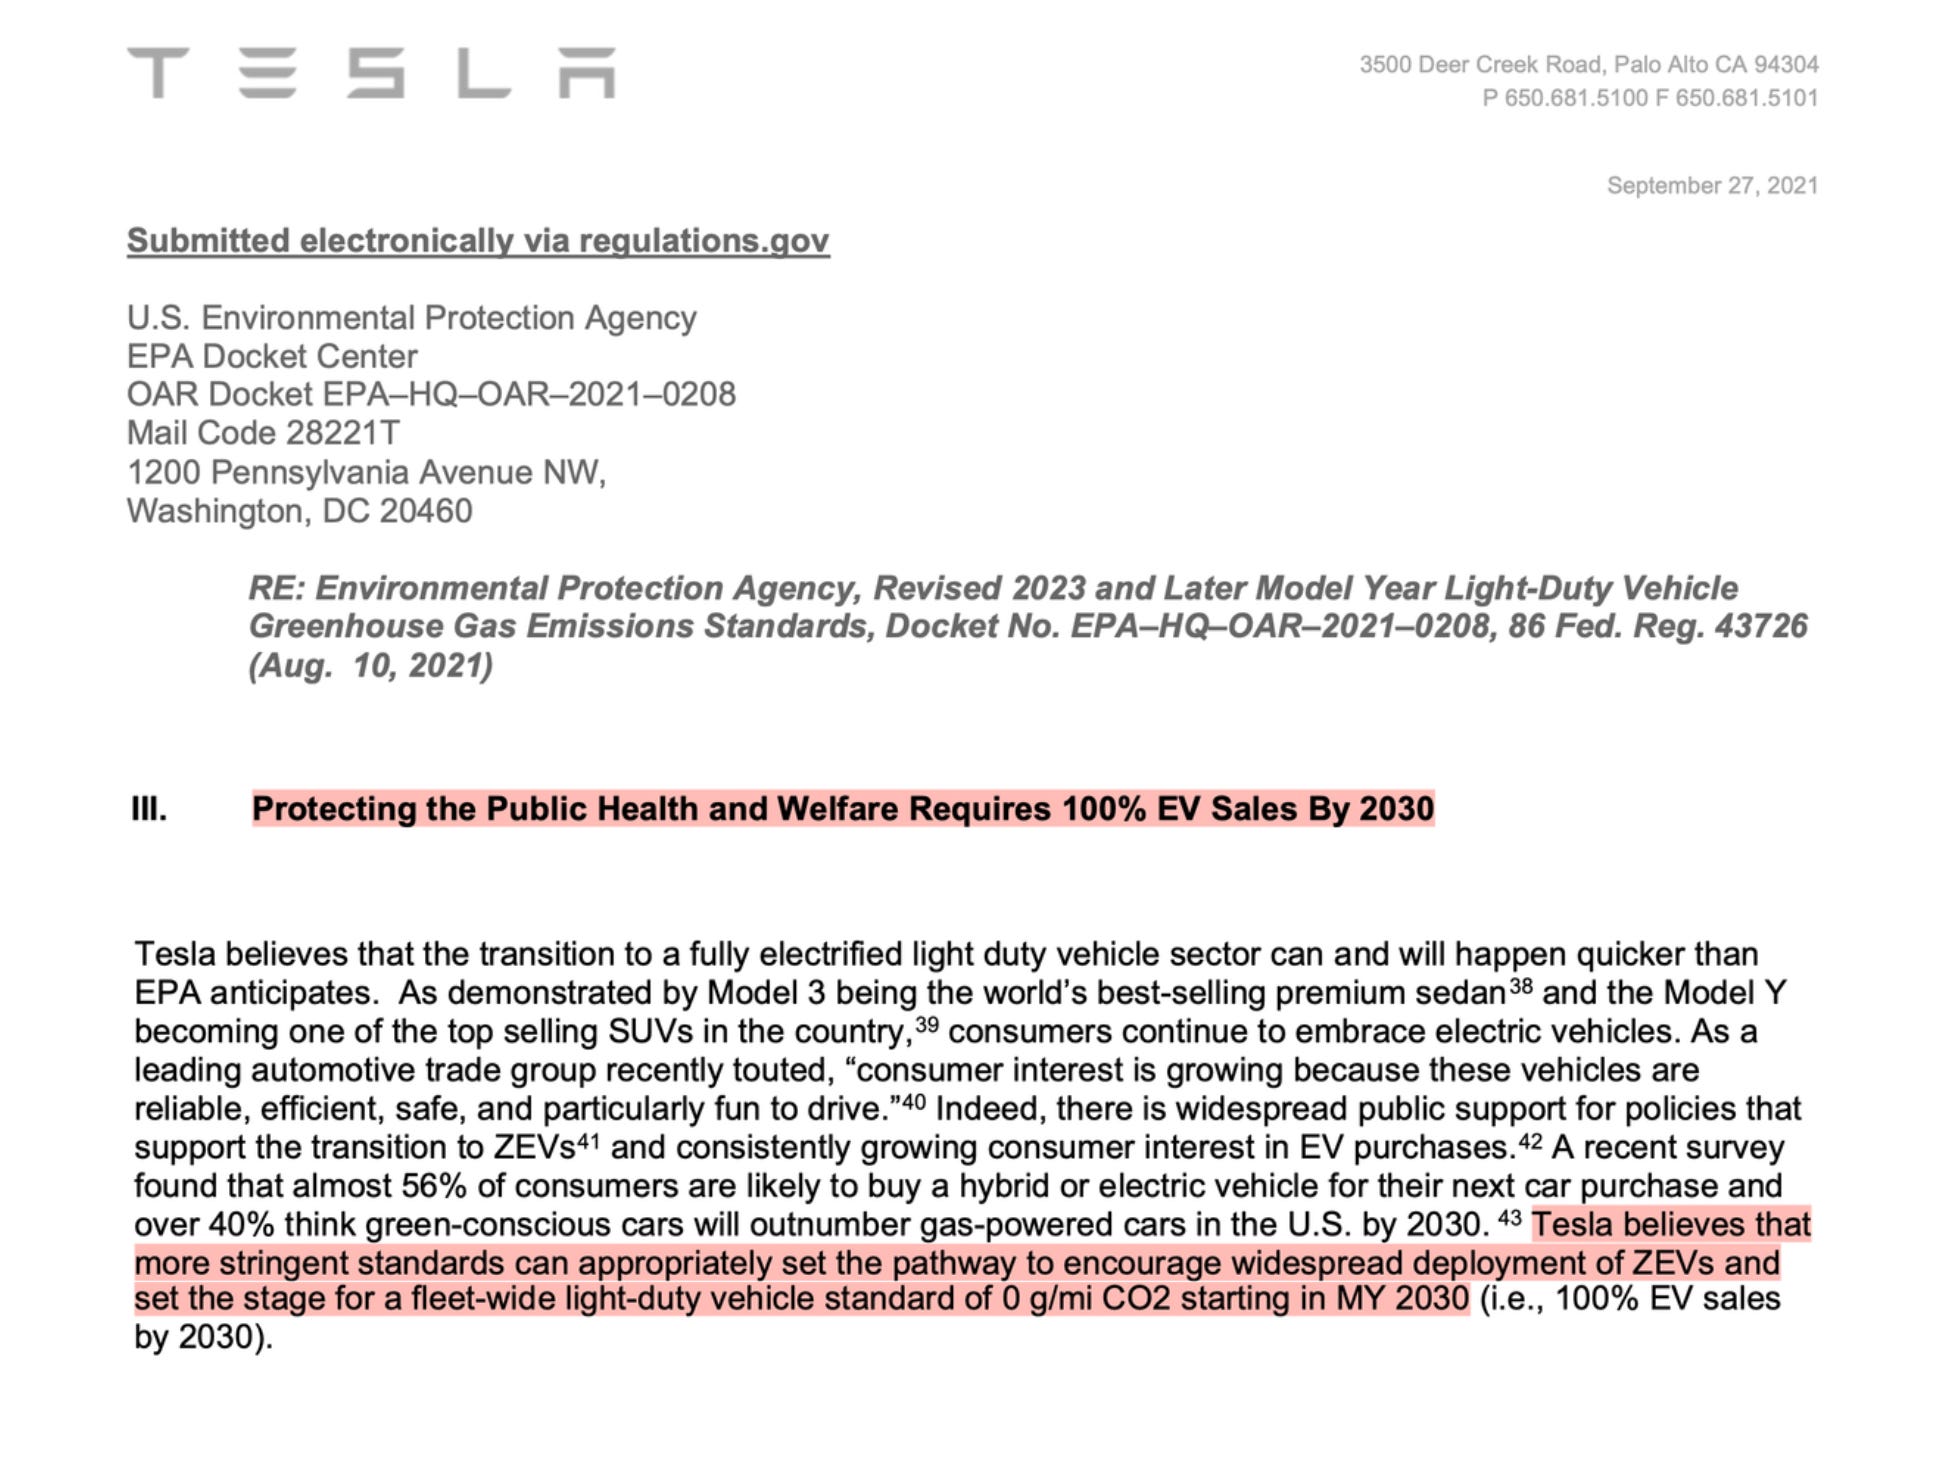 TESLA
3500 Deer Creek Road, Palo Alto CA 94304
P 650.681.5100 F 650.681.5101
September 27, 2021
Submitted electronically via regulations.gov
U.S. Environmental Protection Agency
EPA Docket Center
OAR Docket EPA–HQ–OAR–2021–0208
Mail Code 28221T
1200 Pennsylvania Avenue NW,
Washington, DC 20460
RE: Environmental Protection Agency, Revised 2023 and Later Model Year Light-Duty Vehicle
Greenhouse Gas Emissions Standards, Docket No. EPA–HQ–OAR–2021–0208, 86 Fed. Reg. 43726
(Aug.  10, 2021)
III. Protecting the Public Health and Welfare Requires 100% EV Sales By 2030
Tesla believes that the transition to a fully electrified light duty vehicle sector can and will happen quicker than
EPA anticipates.  As demonstrated by Model 3 being the world’s best-selling premium sedan³⁸ and the Model Y
becoming one of the top selling SUVs in the country,³⁹ consumers continue to embrace electric vehicles. As a
leading automotive trade group recently touted, “consumer interest is growing because these vehicles are
reliable, efficient, safe, and particularly fun to drive.”⁴⁰ Indeed, there is widespread public support for policies that
support the transition to ZEVs⁴¹ and consistently growing consumer interest in EV purchases.⁴² A recent survey
found that almost 56% of consumers are likely to buy a hybrid or electric vehicle for their next car purchase and
over 40% think green-conscious cars will outnumber gas-powered cars in the U.S. by 2030. ⁴³ Tesla believes that
more stringent standards can appropriately set the pathway to encourage widespread deployment of ZEVs and
set the stage for a fleet-wide light-duty vehicle standard of 0 g/mi CO2 starting in MY 2030 (i.e., 100% EV sales
by 2030).